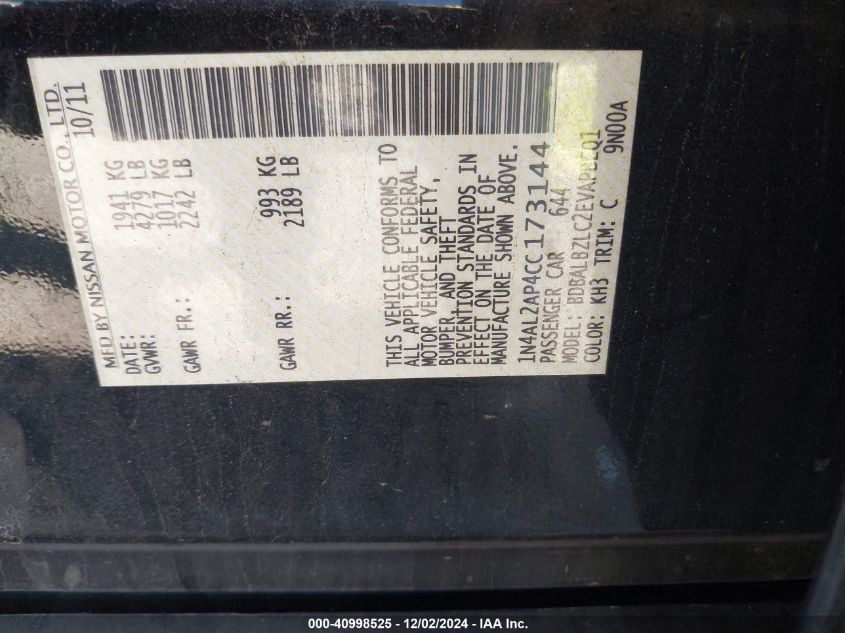 MFD BY NISSAN MOTOR CO., LTD.
DATE: 10/11
GVWR: 1941 KG
4279 LB
GAWR FR.: 1017 KG
2242 LB
GAWR RR.: 993 KG
2189 LB
THIS VEHICLE CONFORMS TO
ALL APPLICABLE FEDERAL
MOTOR VEHICLE SAFETY,
BUMPER, AND THEFT
PREVENTION STANDARDS IN
EFFECT ON THE DATE OF
MANUFACTURE SHOWN ABOVE.
1N4AL2AP4CC173144
PASSENGER CAR 644
MODEL:
COLOR: KH3 TRIM: C 9N00A
000-40998525 - 12/02/2024 - IAA Inc.